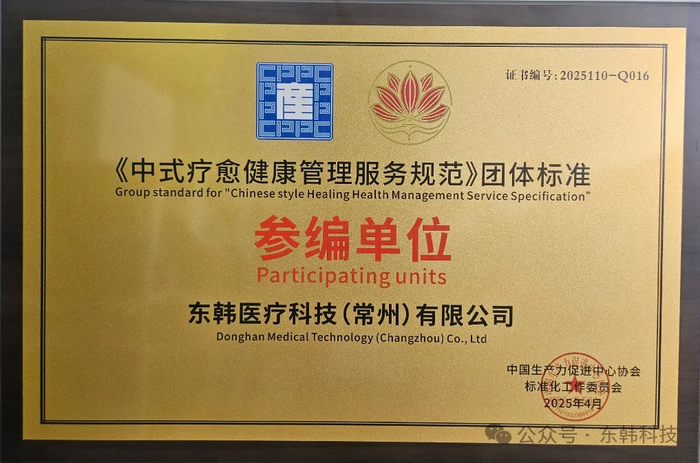 证书编号:2025110-Q016
産
《中式疗愈健康管理服务规范》团体标准
Group standard for "Chinese style Healing Health Management Service Specification"
参编单位
Participating units
东韩医疗科技(常州)有限公司
Donghan Medical Technology (Changzhou) Co., Ltd
中国生产力促进中心协会
标准化工作委员会
2025年4月
公众号·东韩科技